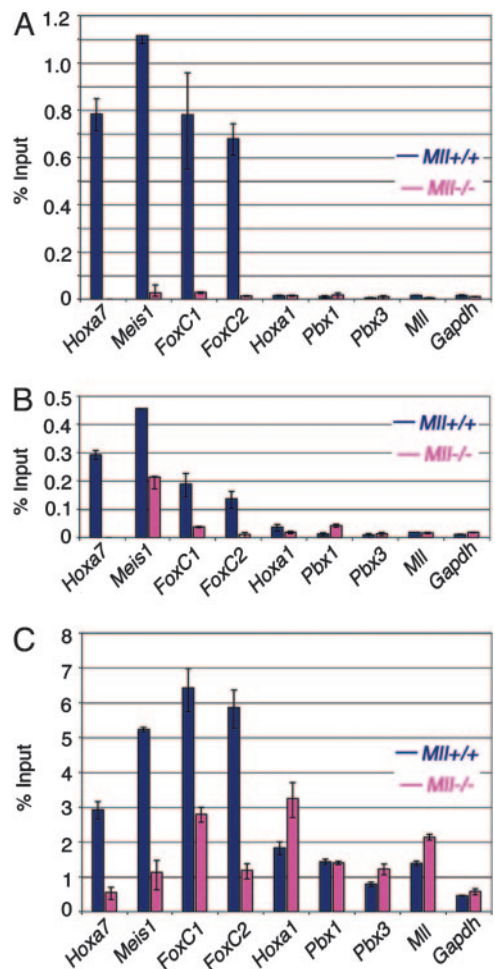 A
1.2
1.0
0.8
0.6
0.4
0.2
0
% Input
Mll+/+
Mll-/-
Hoxa7 Meis1 FoxC1 FoxC2 Hoxa1 Pbx1 Pbx3 Mll Gapdh
B
0.5
0.4
0.3
0.2
0.1
0
% Input
Mll+/+
Mll-/-
Hoxa7 Meis1 FoxC1 FoxC2 Hoxa1 Pbx1 Pbx3 Mll Gapdh
C
8
7
6
5
4
3
2
1
0
% Input
Mll+/+
Mll-/-
Hoxa7 Meis1 FoxC1 FoxC2 Hoxa1 Pbx1 Pbx3 Mll Gapdh